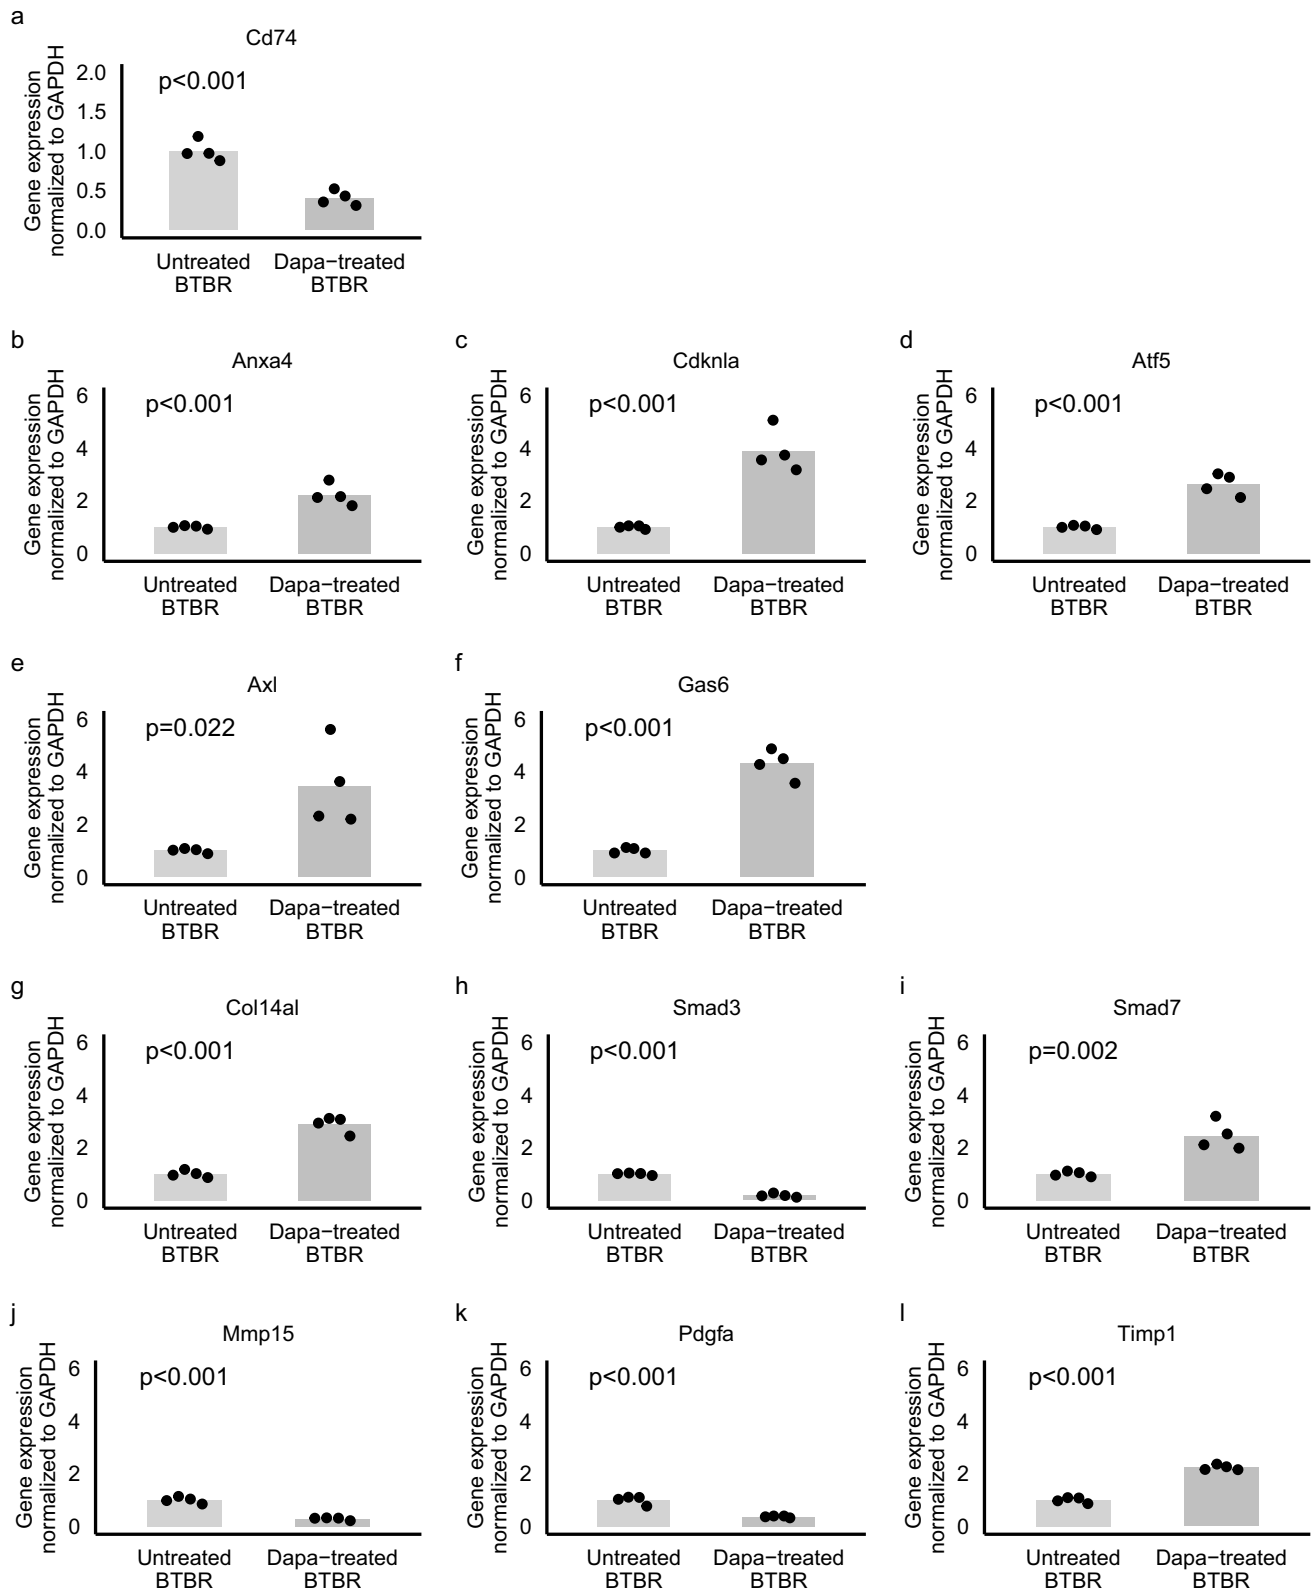 a
Cd74
Gene expression
normalized to GAPDH
2.0
1.5
1.0
0.5
0.0
p<0.001
Untreated
BTBR
Dapa−treated
BTBR
b
Anxa4
Gene expression
normalized to GAPDH
6
4
2
0
p<0.001
Untreated
BTBR
Dapa−treated
BTBR
c
Cdknla
Gene expression
normalized to GAPDH
6
4
2
0
p<0.001
Untreated
BTBR
Dapa−treated
BTBR
d
Atf5
Gene expression
normalized to GAPDH
6
4
2
0
p<0.001
Untreated
BTBR
Dapa−treated
BTBR
e
Axl
Gene expression
normalized to GAPDH
6
4
2
0
p=0.022
Untreated
BTBR
Dapa−treated
BTBR
f
Gas6
Gene expression
normalized to GAPDH
6
4
2
0
p<0.001
Untreated
BTBR
Dapa−treated
BTBR
g
Col14al
Gene expression
normalized to GAPDH
6
4
2
0
p<0.001
Untreated
BTBR
Dapa−treated
BTBR
h
Smad3
Gene expression
normalized to GAPDH
6
4
2
0
p<0.001
Untreated
BTBR
Dapa−treated
BTBR
i
Smad7
Gene expression
normalized to GAPDH
6
4
2
0
p=0.002
Untreated
BTBR
Dapa−treated
BTBR
j
Mmp15
Gene expression
normalized to GAPDH
6
4
2
0
p<0.001
Untreated
BTBR
Dapa−treated
BTBR
k
Pdgfa
Gene expression
normalized to GAPDH
6
4
2
0
p<0.001
Untreated
BTBR
Dapa−treated
BTBR
l
Timp1
Gene expression
normalized to GAPDH
6
4
2
0
p<0.001
Untreated
BTBR
Dapa−treated
BTBR